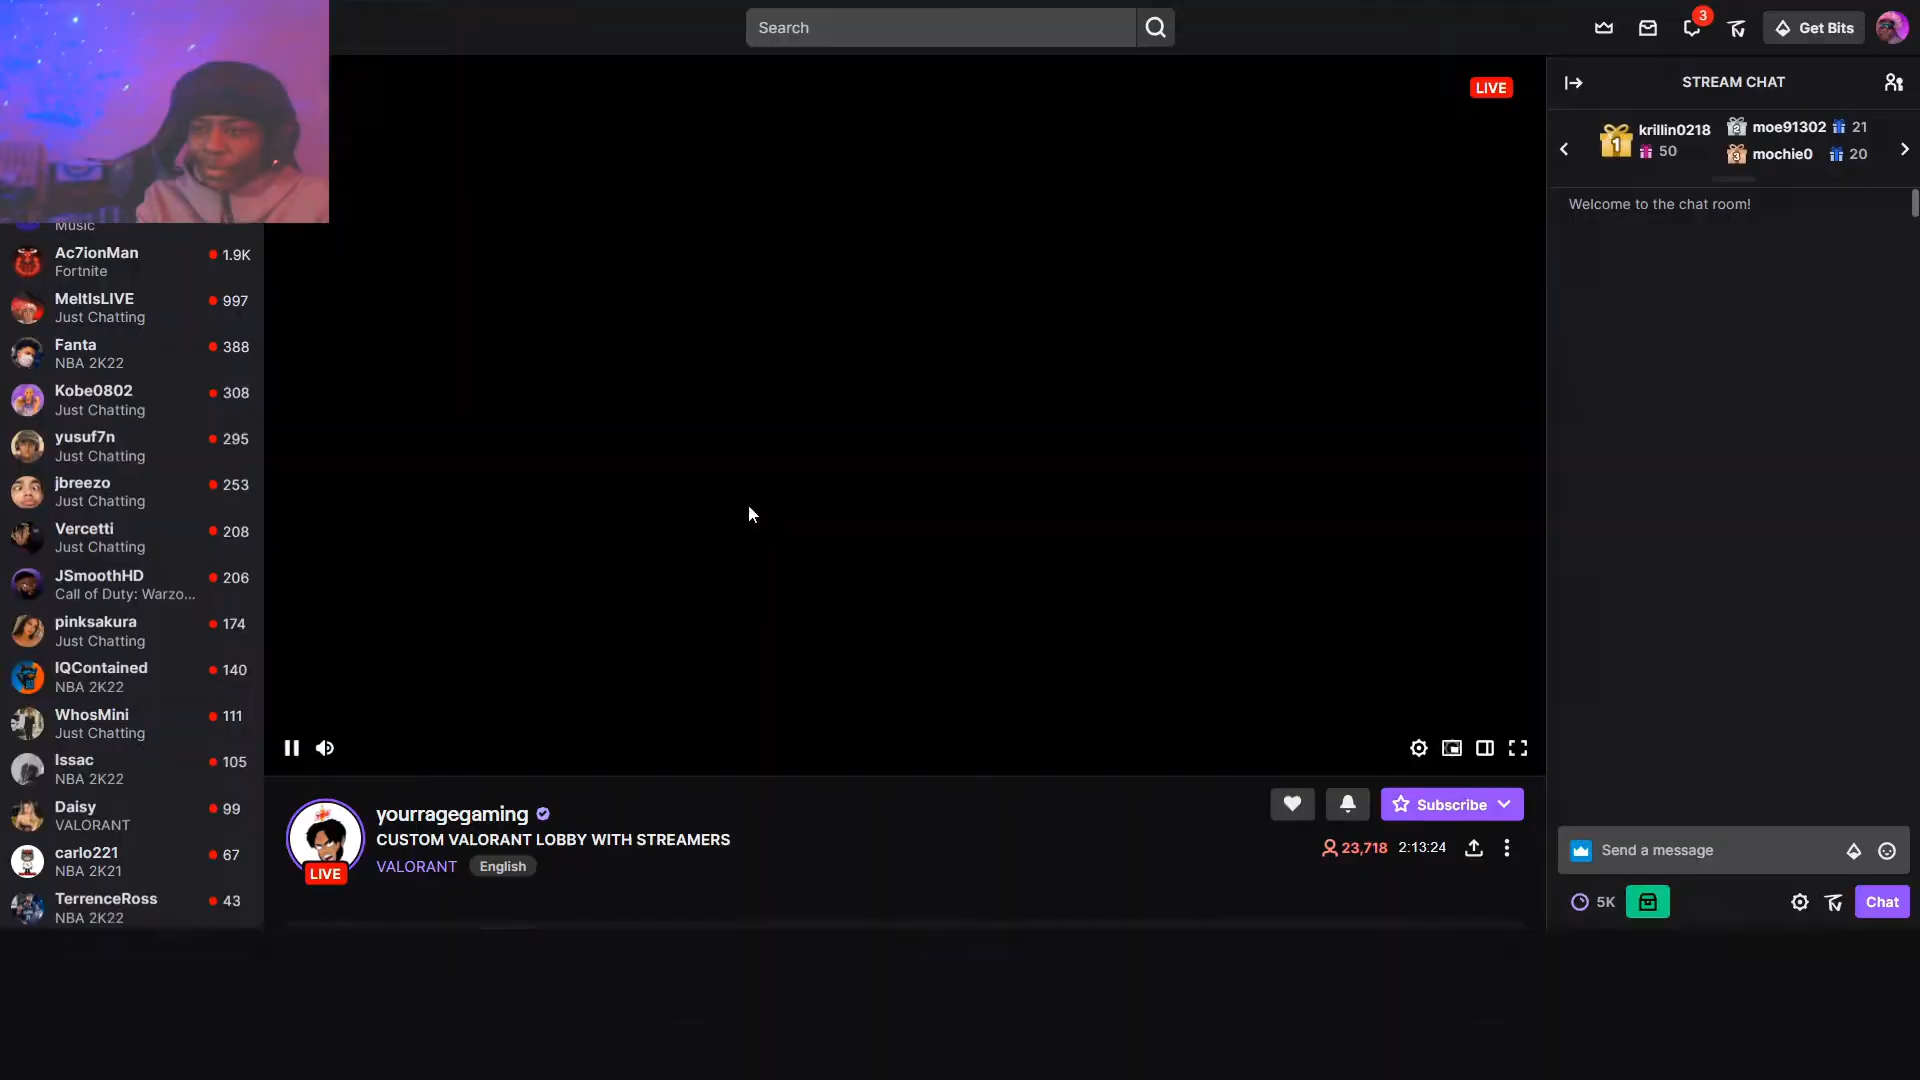 Search
3
Get Bits
LIVE
STREAM CHAT
1 krillin0218
50
2 moe91302 21
3 mochie0 20
Welcome to the chat room!
Music
Ac7ionMan 1.9K
Fortnite
MeltIsLIVE 997
Just Chatting
Fanta 388
NBA 2K22
Kobe0802 308
Just Chatting
yusuf7n 295
Just Chatting
jbreezo 253
Just Chatting
Vercetti 208
Just Chatting
JSmoothHD 206
Call of Duty: Warzo...
pinksakura 174
Just Chatting
IQContained 140
NBA 2K22
WhosMini 111
Just Chatting
Issac 105
NBA 2K22
Daisy 99
VALORANT
carlo221 67
NBA 2K21
TerrenceRoss 43
NBA 2K22
yourragegaming
CUSTOM VALORANT LOBBY WITH STREAMERS
VALORANT English
LIVE
Subscribe
23,718 2:13:24
Send a message
5K
Chat